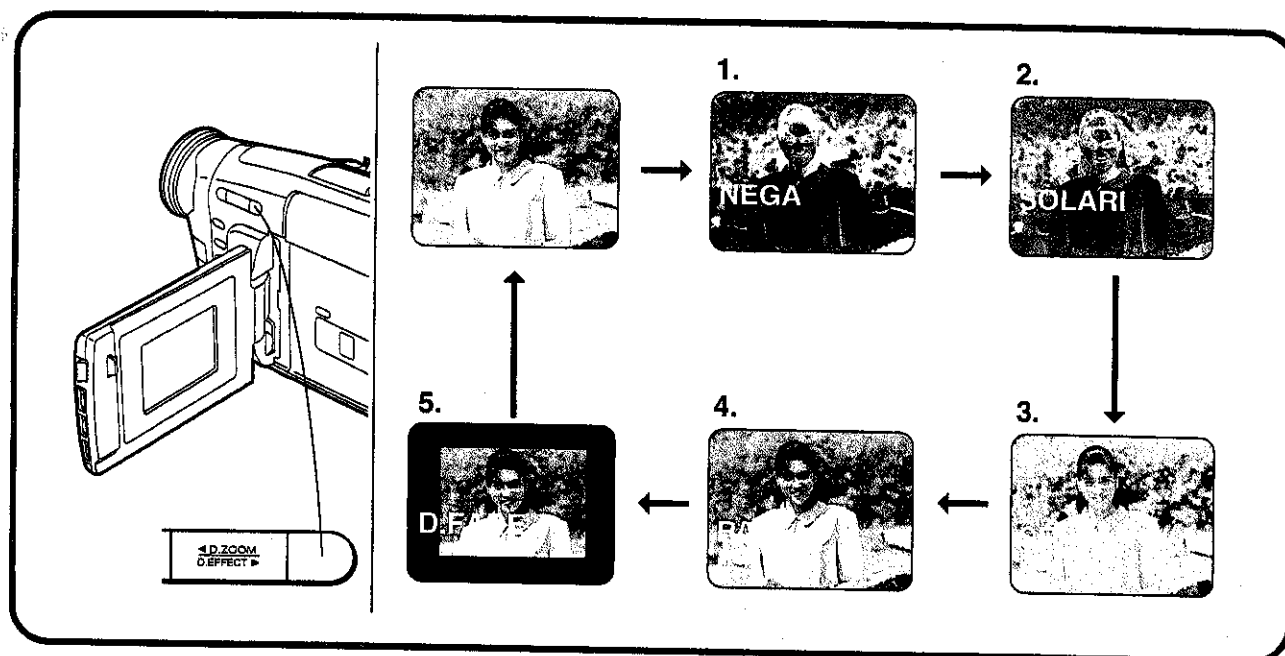 1.
NEGA
2.
SOLARI
3.
4.
5.
◄ D.ZOOM
D.EFFECT ►